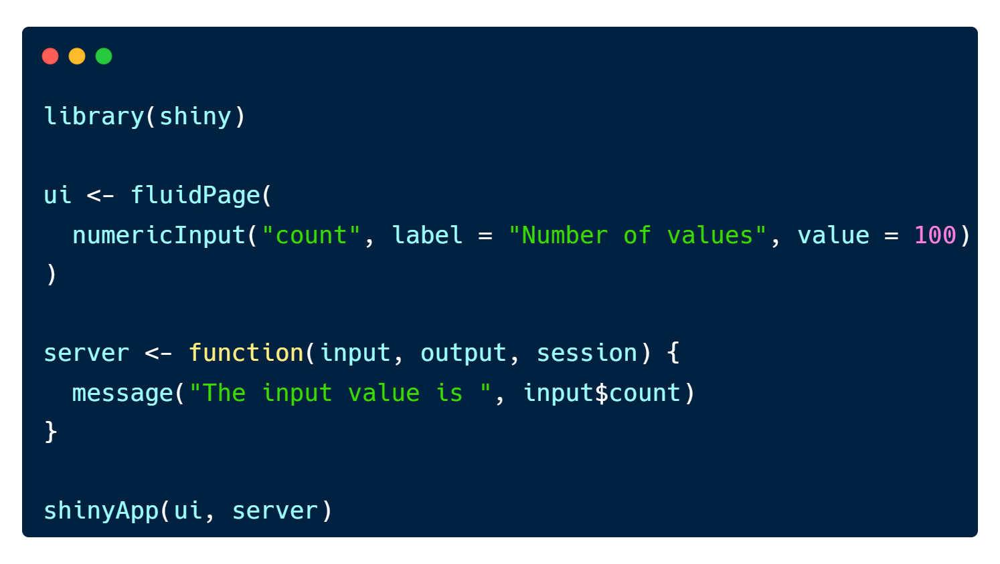 library(shiny)
ui <- fluidPage(
  numericInput("count", label = "Number of values", value = 100)
)
server <- function(input, output, session) {
  message("The input value is ", input$count)
}
shinyApp(ui, server)